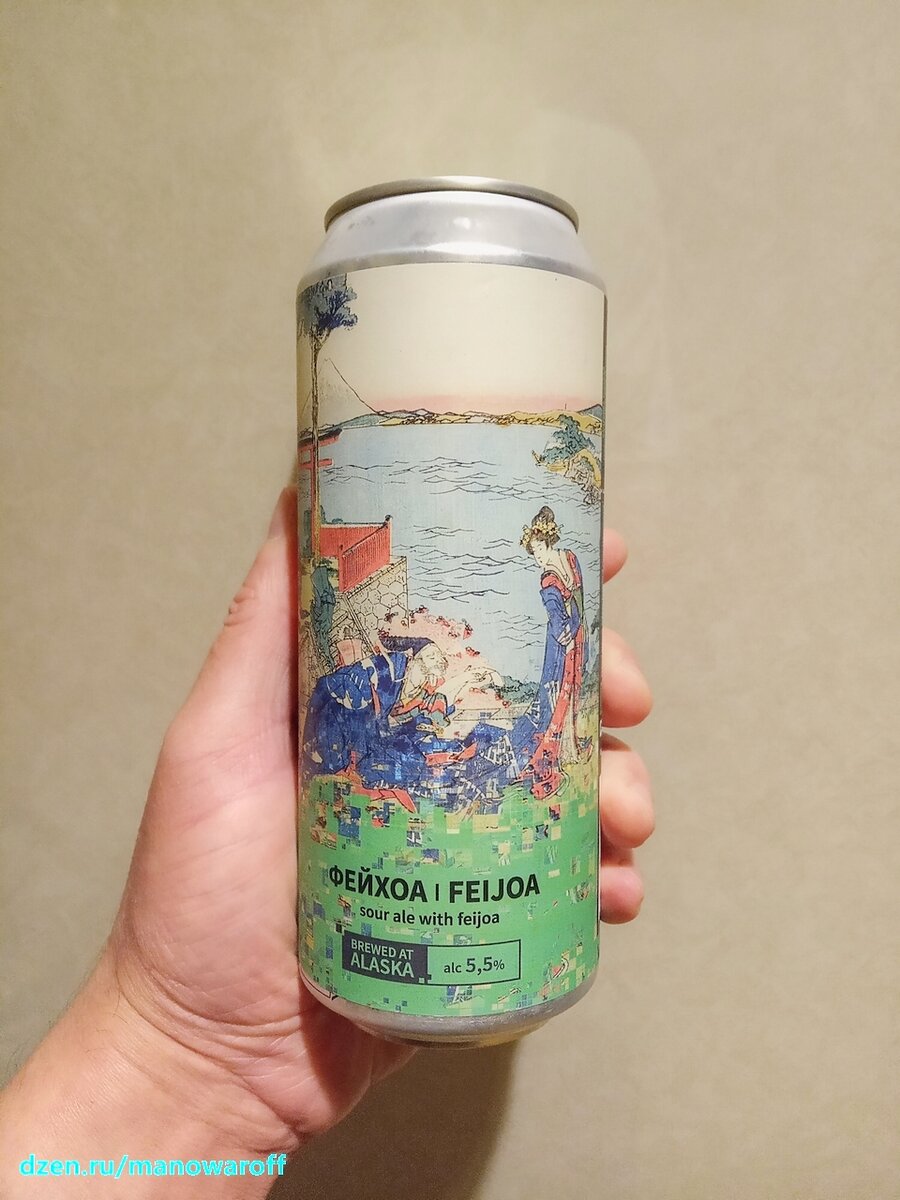 ФЕЙХОА | FEIJOA
sour ale with feijoa
BREWED AT
ALASKA
alc 5,5%
dzen.ru/manowaroff